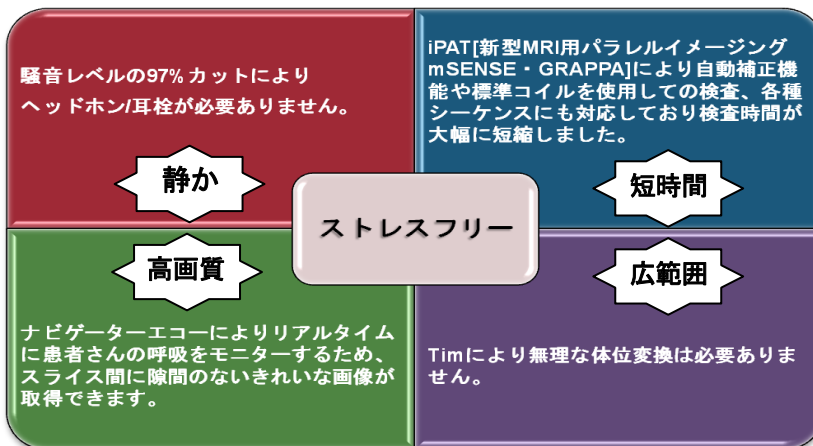 騒音レベルの97% カットにより
ヘッドホン/耳栓が必要ありません。
静か
iPAT[新型MRI用パラレルイメージング
mSENSE・GRAPPA]により自動補正機
能や標準コイルを使用しての検査、各種
シーケンスにも対応しており検査時間が
大幅に短縮しました。
短時間
ストレスフリー
高画質
ナビゲーターエコーによりリアルタイム
に患者さんの呼吸をモニターするため、
スライス間に隙間のないきれいな画像が
取得できます。
広範囲
Timにより無理な体位変換は必要ありま
せん。